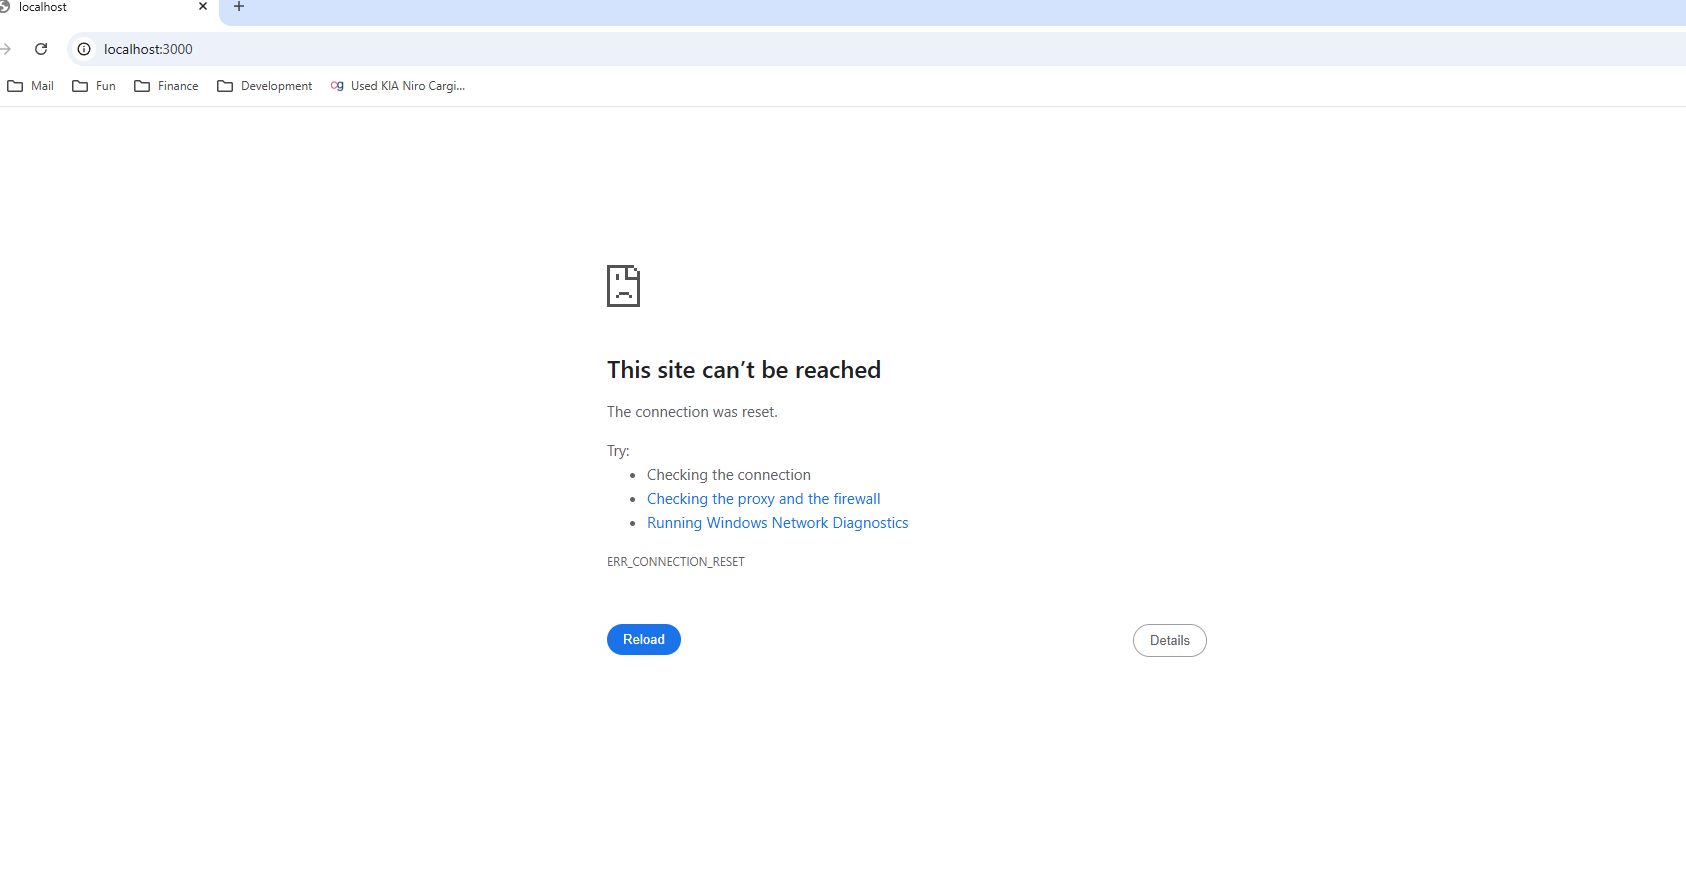 localhost
localhost:3000
Mail Fun Finance Development cg Used KIA Niro Cargi...
This site can’t be reached
The connection was reset.
Try:
• Checking the connection
• Checking the proxy and the firewall
• Running Windows Network Diagnostics
ERR_CONNECTION_RESET
Reload Details